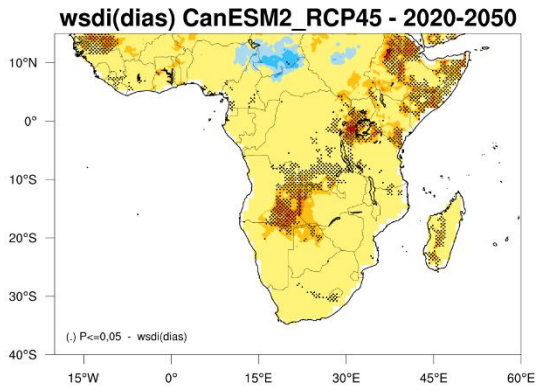 wsdi(dias) CanESM2_RCP45 - 2020-2050
10°N
0°
10°S
20°S
30°S
(.) P<=0,05 - wsdi(dias)
40°S
15°W 0° 15°E 30°E 45°E 60°E